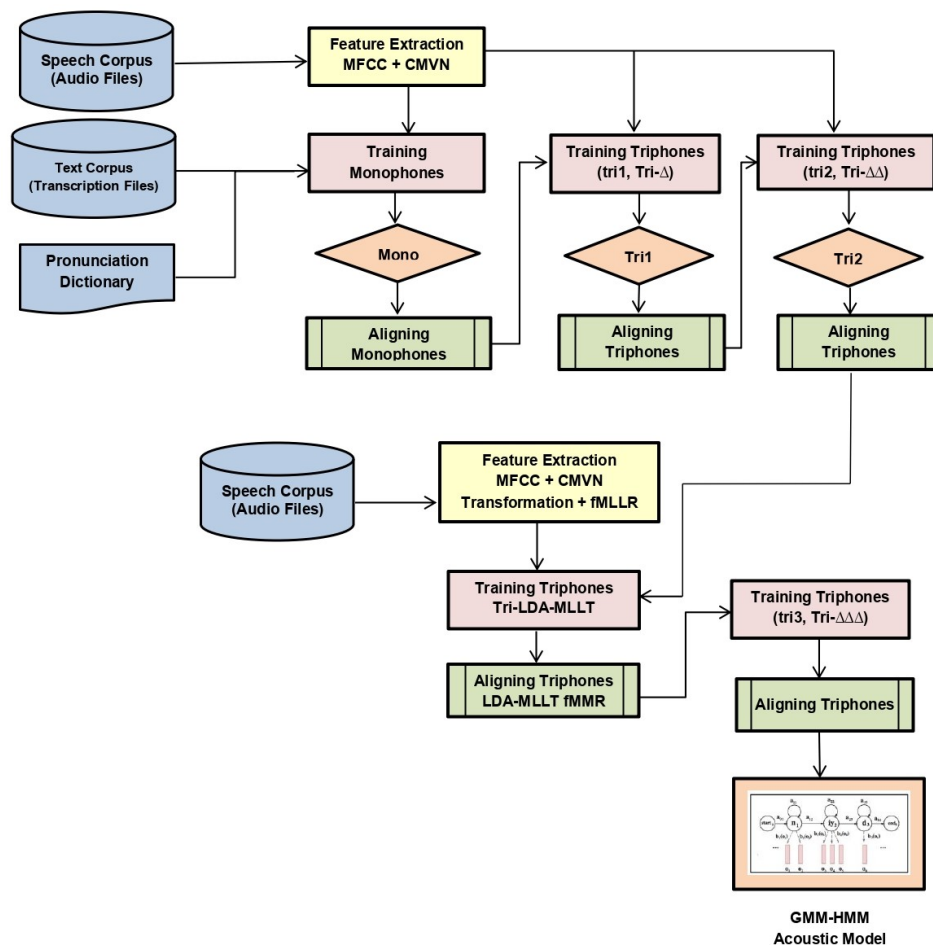 Speech Corpus
(Audio Files)
Feature Extraction
MFCC + CMVN
Text Corpus
(Transcription Files)
Training
Monophones
Training Triphones
(tri1, Tri-Δ)
Training Triphones
(tri2, Tri-ΔΔ)
Pronunciation
Dictionary
Mono
Tri1
Tri2
Aligning
Monophones
Aligning
Triphones
Aligning
Triphones
Speech Corpus
(Audio Files)
Feature Extraction
MFCC + CMVN
Transformation + fMLLR
Training Triphones
Tri-LDA-MLLT
Training Triphones
(tri3, Tri-ΔΔΔ)
Aligning Triphones
LDA-MLLT fMMR
Aligning Triphones
GMM-HMM
Acoustic Model